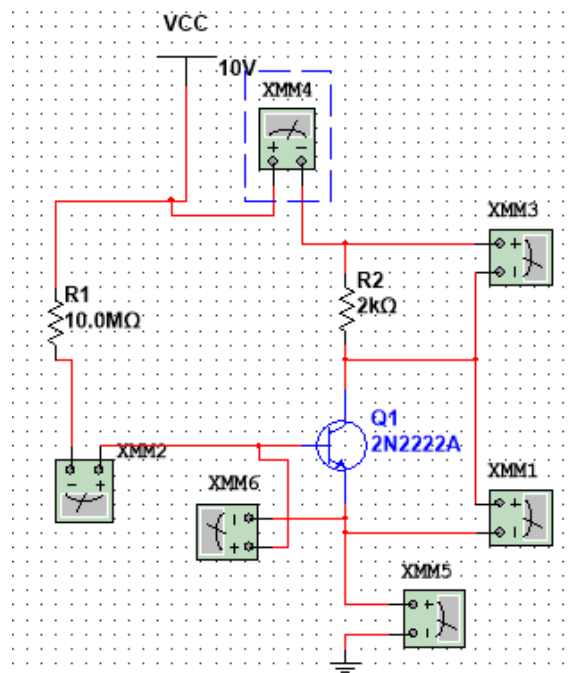 VCC
10V
XMM4
+ −
XMM3
+
−
R1
10.0MΩ
R2
2kΩ
Q1
2N2222A
XMM2
− +
XMM6
−
+
XMM1
+
−
XMM5
+
−